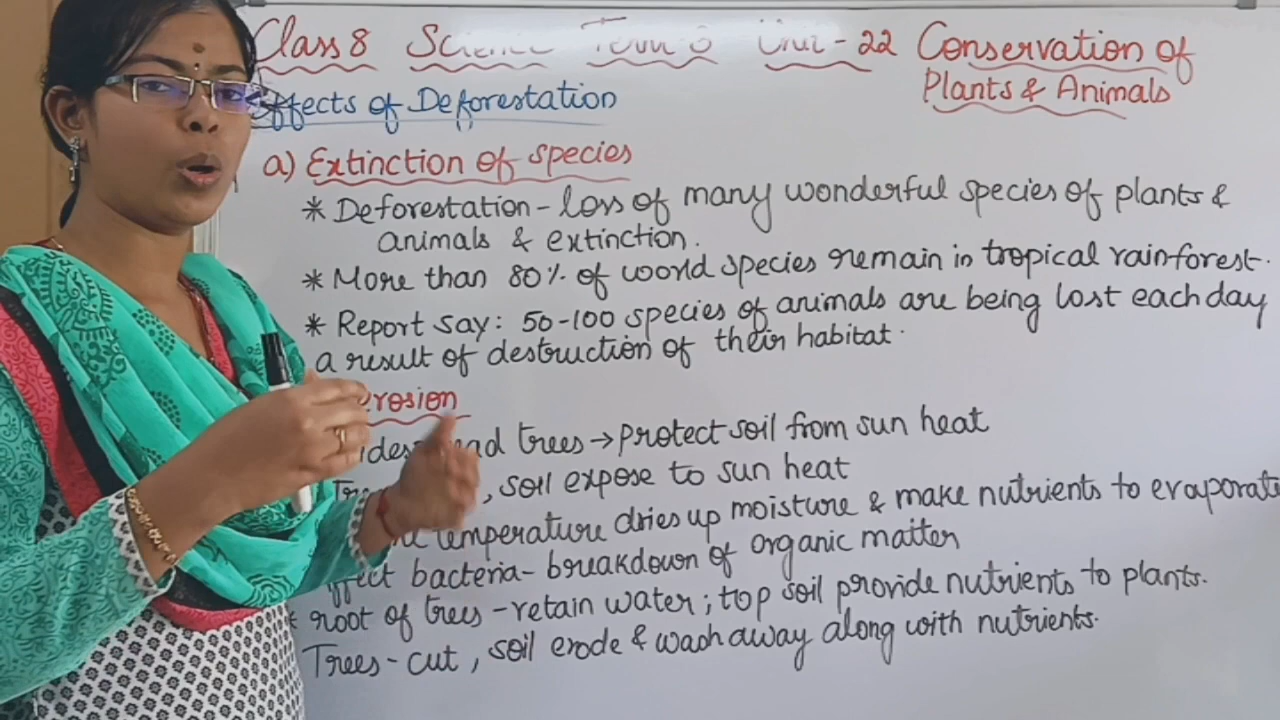 Class 8 Science Term 3 Unit - 22 Conservation of
Plants & Animals
Effects of Deforestation
a) Extinction of species
* Deforestation - loss of many wonderful species of plants &
animals & extinction.
* More than 80% of world species remain in tropical rainforest.
* Report say: 50-100 species of animals are being lost each day
a result of destruction of their habitat.
erosion
trees → protect soil from sun heat
, soil expose to sun heat
temperature dries up moisture & make nutrients to evaporate
bacteria - breakdown of organic matter
* root of trees - retain water; top soil provide nutrients to plants.
Trees - cut, soil erode & wash away along with nutrients.